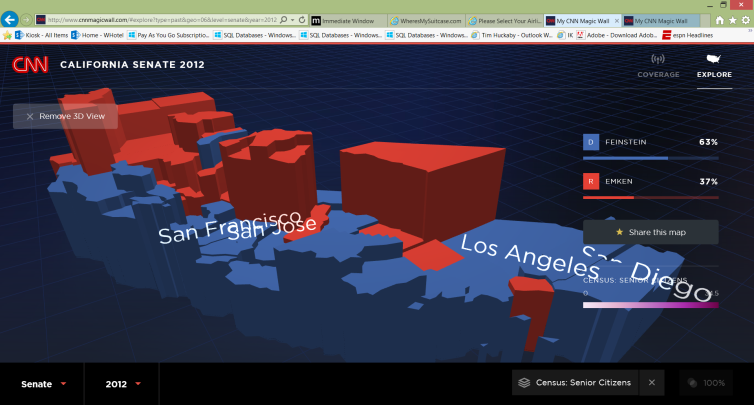 http://www.cnnmagicwall.com/#explore?type=past&geo=06&level=senate&year=2012
Immediate Window
WheresMySuitcase.com
Please Select Your Airli...
My CNN Magic Wall
My CNN Magic Wall
Kiosk - All Items
Home - WHotel
Pay As You Go Subscriptio...
SQL Databases - Windows...
SQL Databases - Windows...
SQL Databases - Windows...
Tim Huckaby - Outlook W...
IK
Adobe - Download Adob...
espn Headlines
CNN
CALIFORNIA SENATE 2012
COVERAGE
EXPLORE
× Remove 3D View
D FEINSTEIN 63%
R EMKEN 37%
San Francisco
San Jose
Los Angeles
San Diego
★ Share this map
CENSUS: SENIOR CITIZENS
0
Senate
2012
Census: Senior Citizens ×
100%